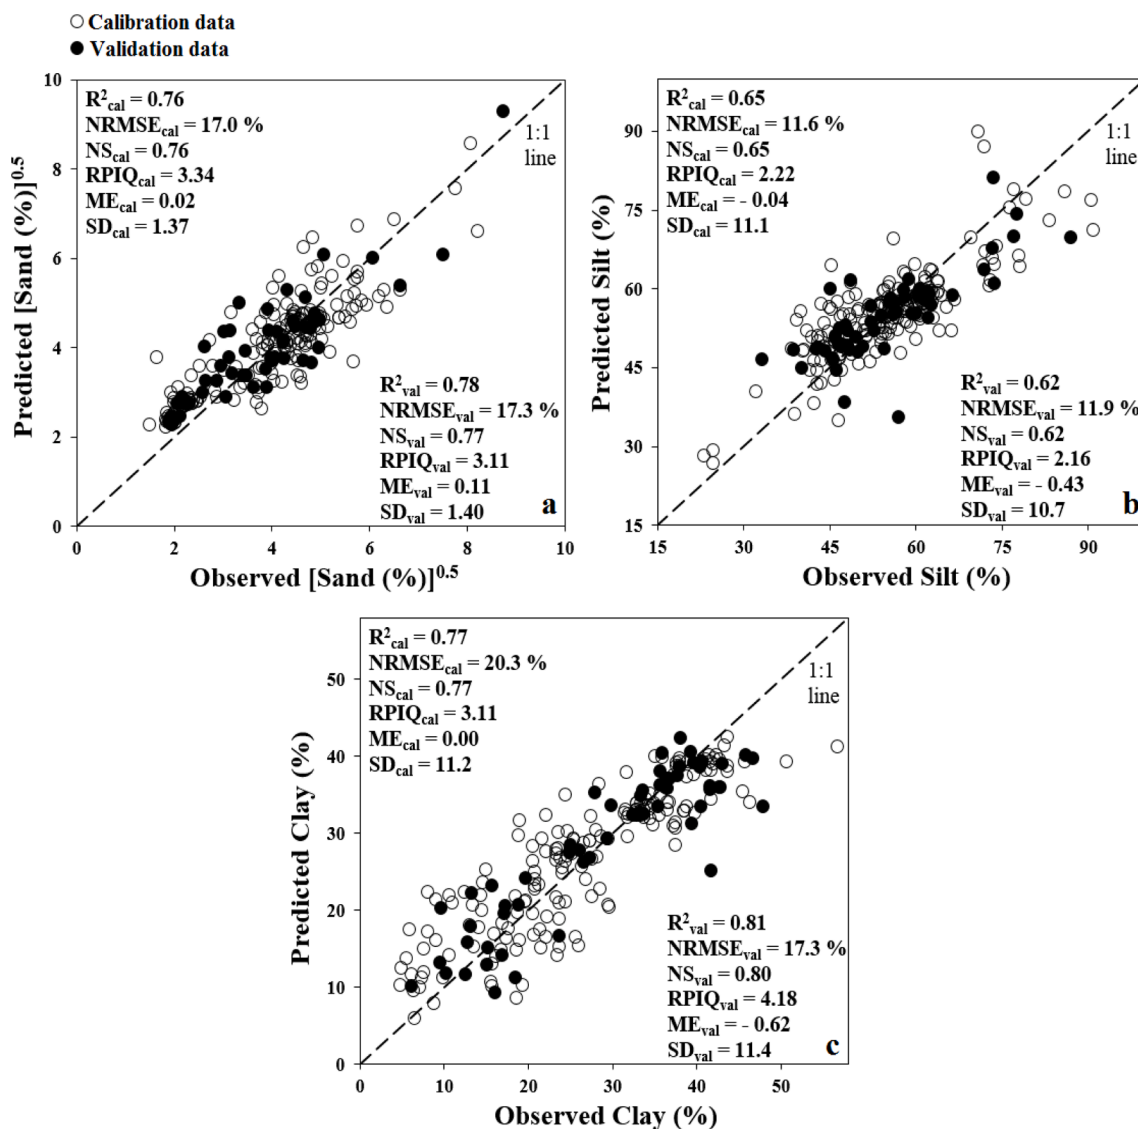 Calibration data
Validation data
R²cal = 0.76
NRMSEcal = 17.0 %
NScal = 0.76
RPIQcal = 3.34
MEcal = 0.02
SDcal = 1.37
1:1
line
R²val = 0.78
NRMSEval = 17.3 %
NSval = 0.77
RPIQval = 3.11
MEval = 0.11
SDval = 1.40
a
Predicted [Sand (%)]0.5
10
8
6
4
2
0
0 2 4 6 8 10
Observed [Sand (%)]0.5
R²cal = 0.65
NRMSEcal = 11.6 %
NScal = 0.65
RPIQcal = 2.22
MEcal = - 0.04
SDcal = 11.1
1:1
line
R²val = 0.62
NRMSEval = 11.9 %
NSval = 0.62
RPIQval = 2.16
MEval = - 0.43
SDval = 10.7
b
Predicted Silt (%)
90
75
60
45
30
15
15 30 45 60 75 90
Observed Silt (%)
R²cal = 0.77
NRMSEcal = 20.3 %
NScal = 0.77
RPIQcal = 3.11
MEcal = 0.00
SDcal = 11.2
1:1
line
R²val = 0.81
NRMSEval = 17.3 %
NSval = 0.80
RPIQval = 4.18
MEval = - 0.62
SDval = 11.4
c
Predicted Clay (%)
50
40
30
20
10
0
0 10 20 30 40 50
Observed Clay (%)